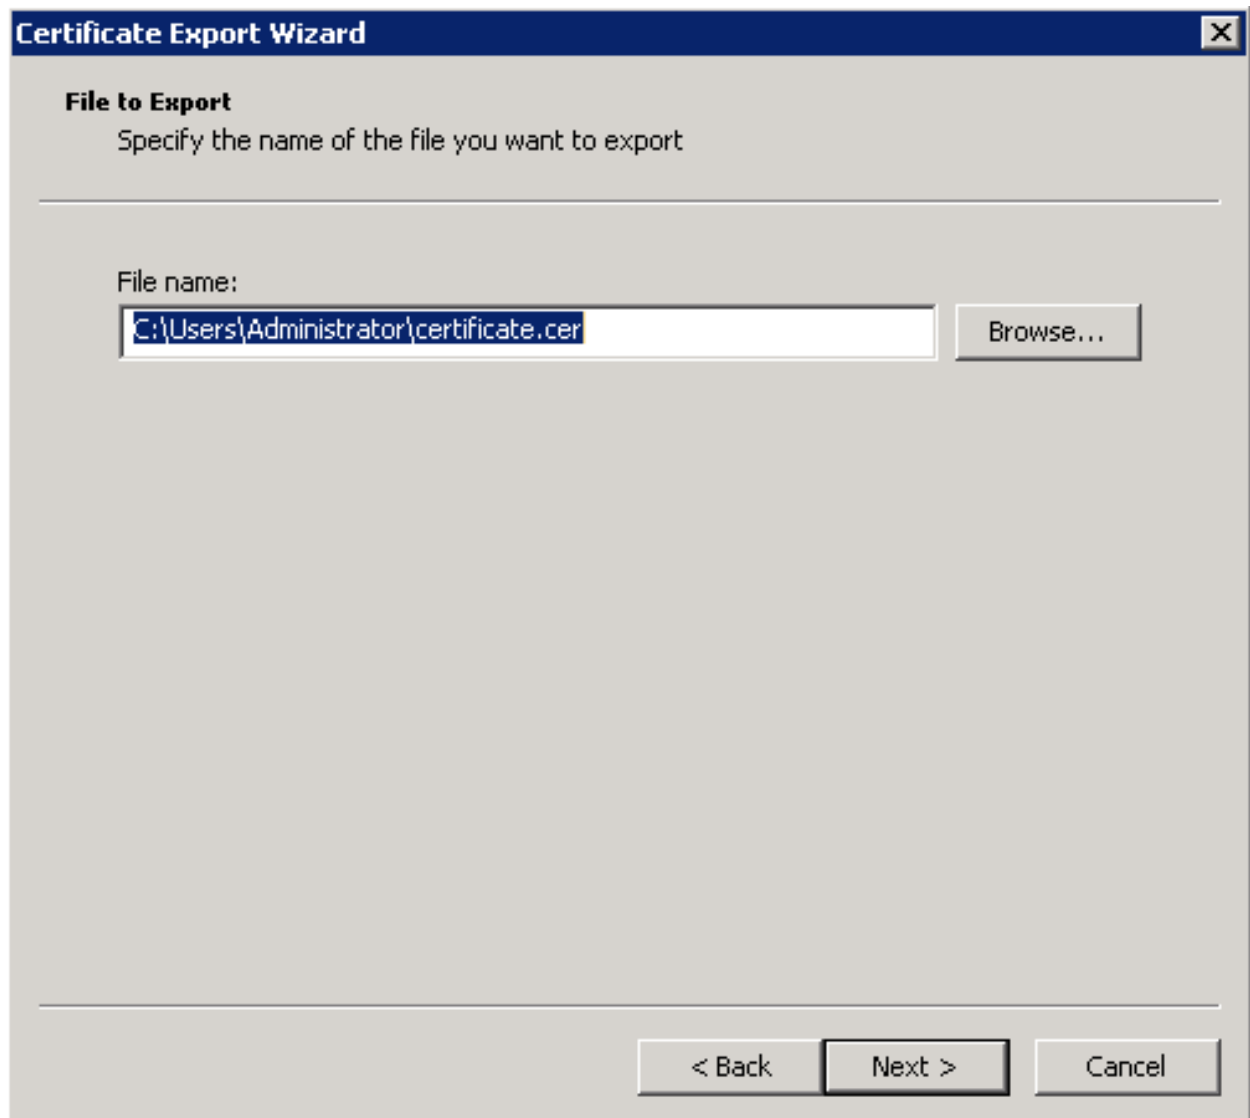 Certificate Export Wizard
File to Export
Specify the name of the file you want to export
File name:
C:\Users\Administrator\certificate.cer
Browse...
< Back
Next >
Cancel